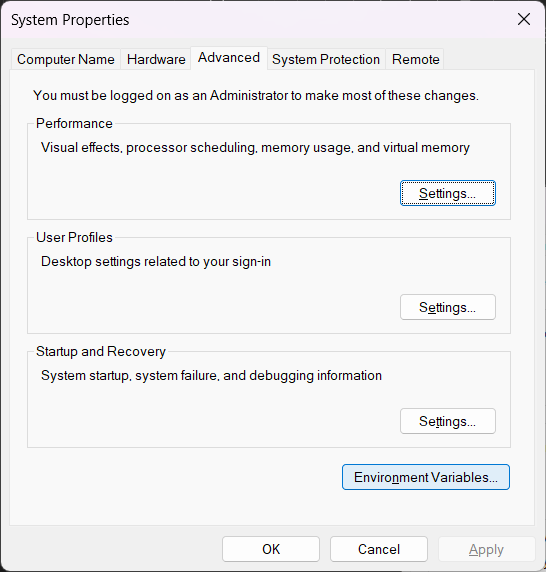 System Properties
Computer Name Hardware Advanced System Protection Remote
You must be logged on as an Administrator to make most of these changes.
Performance
Visual effects, processor scheduling, memory usage, and virtual memory
Settings...
User Profiles
Desktop settings related to your sign-in
Settings...
Startup and Recovery
System startup, system failure, and debugging information
Settings...
Environment Variables...
OK Cancel Apply